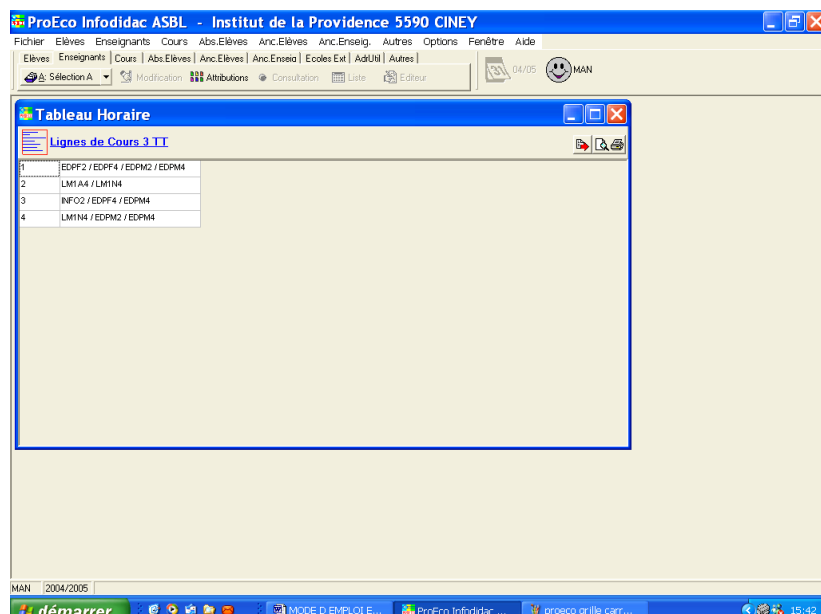 ProEco Infodidac ASBL - Institut de la Providence 5590 CINEY
Fichier Elèves Enseignants Cours Abs.Elèves Anc.Elèves Anc.Enseig. Autres Options Fenêtre Aide
Elèves Enseignants Cours Abs.Elèves Anc.Elèves Anc.Enseig Ecoles Ext AdrUtil Autres
A: Sélection A Modification Attributions Consultation Liste Editeur 31 04/05 MAN
Tableau Horaire
Lignes de Cours 3 TT
1 EDPF2 / EDPF4 / EDPM2 / EDPM4
2 LM1A4 / LM1N4
3 INFO2 / EDPF4 / EDPM4
4 LM1N4 / EDPM2 / EDPM4
MAN 2004/2005
démarrer MODE D EMPLOI E... ProEco Infodidac ... proeco grille carr... 15:42